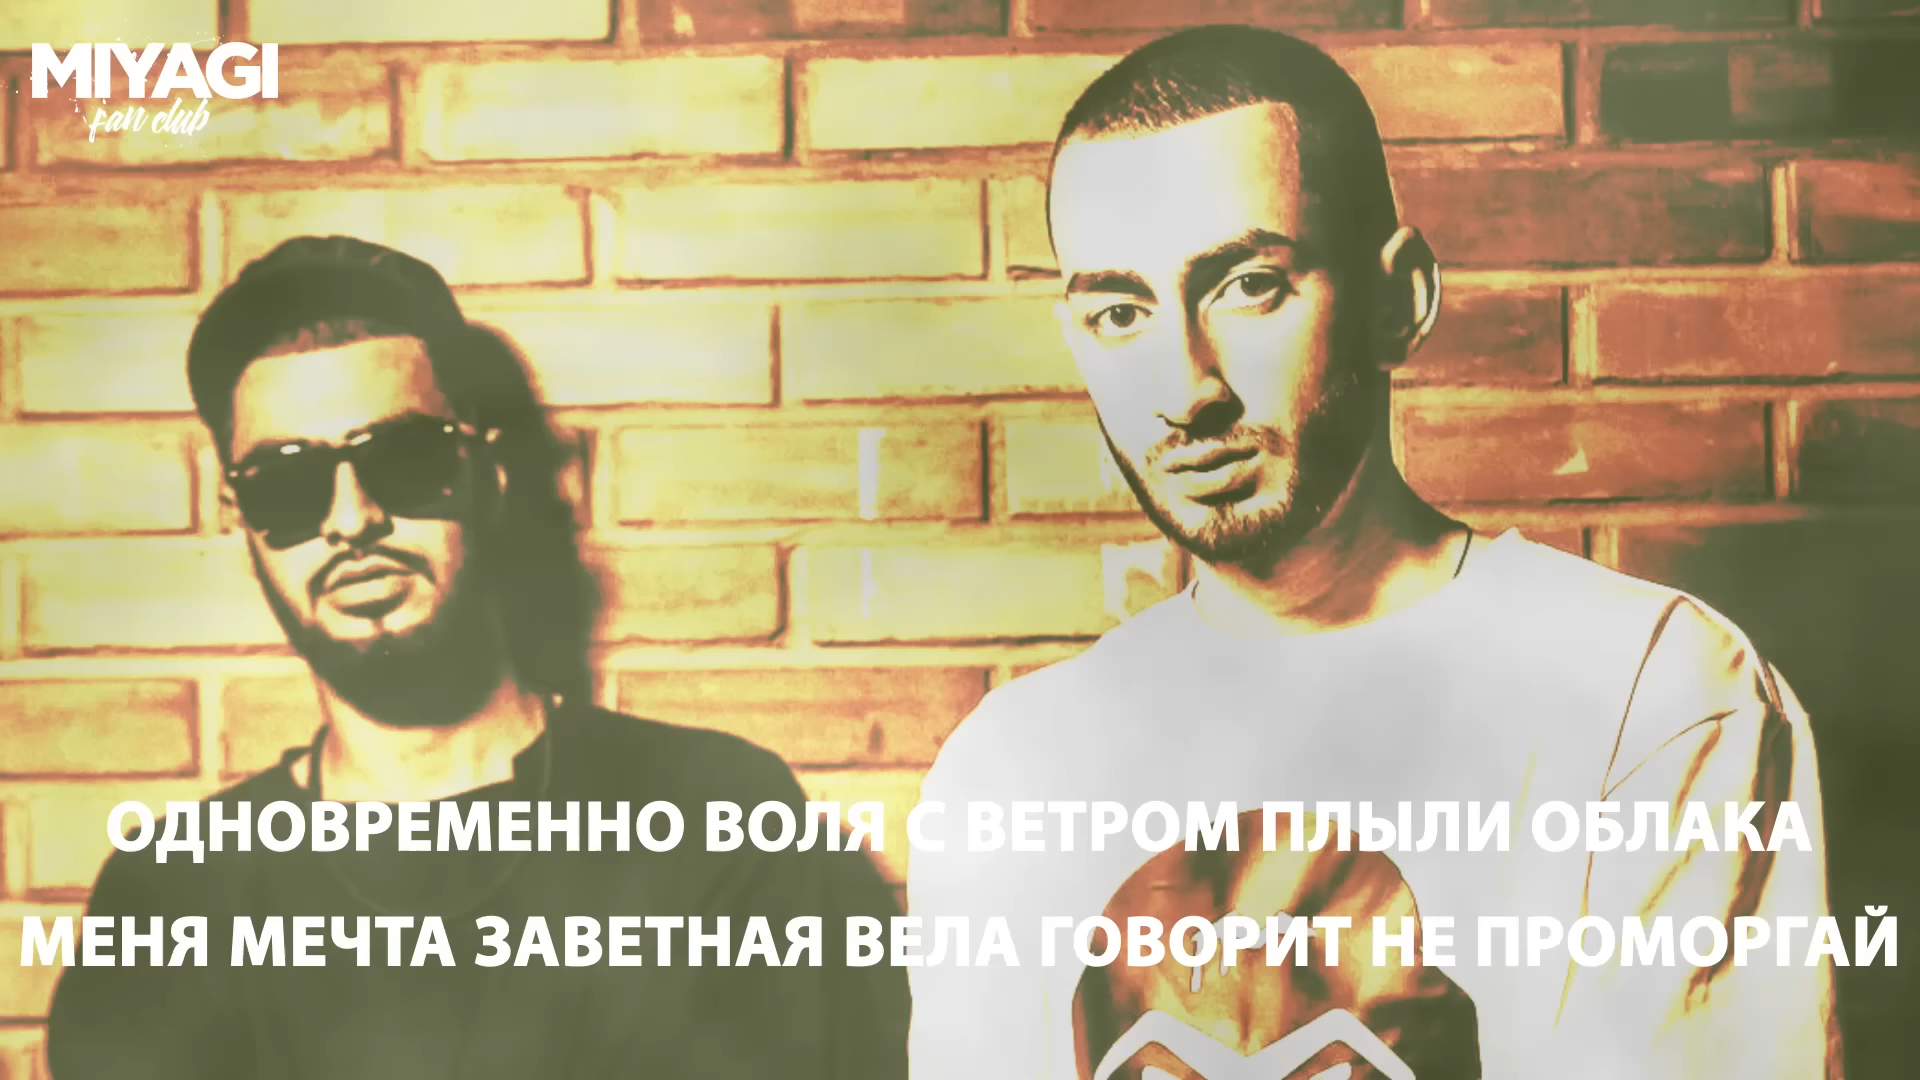 MIYAGI
fan club
ОДНОВРЕМЕННО ВОЛЯ С ВЕТРОМ ПЛЫЛИ ОБЛАКА
МЕНЯ МЕЧТА ЗАВЕТНАЯ ВЕЛА ГОВОРИТ НЕ ПРОМОРГАЙ